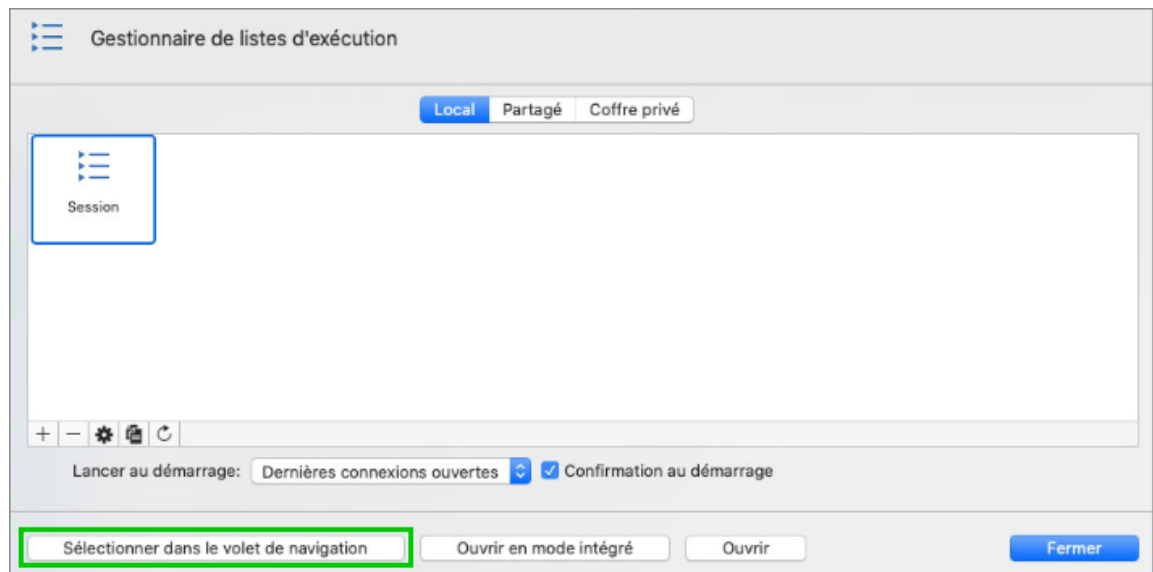 Gestionnaire de listes d'exécution
Local Partagé Coffre privé
Session
Lancer au démarrage: Dernières connexions ouvertes Confirmation au démarrage
Sélectionner dans le volet de navigation Ouvrir en mode intégré Ouvrir Fermer